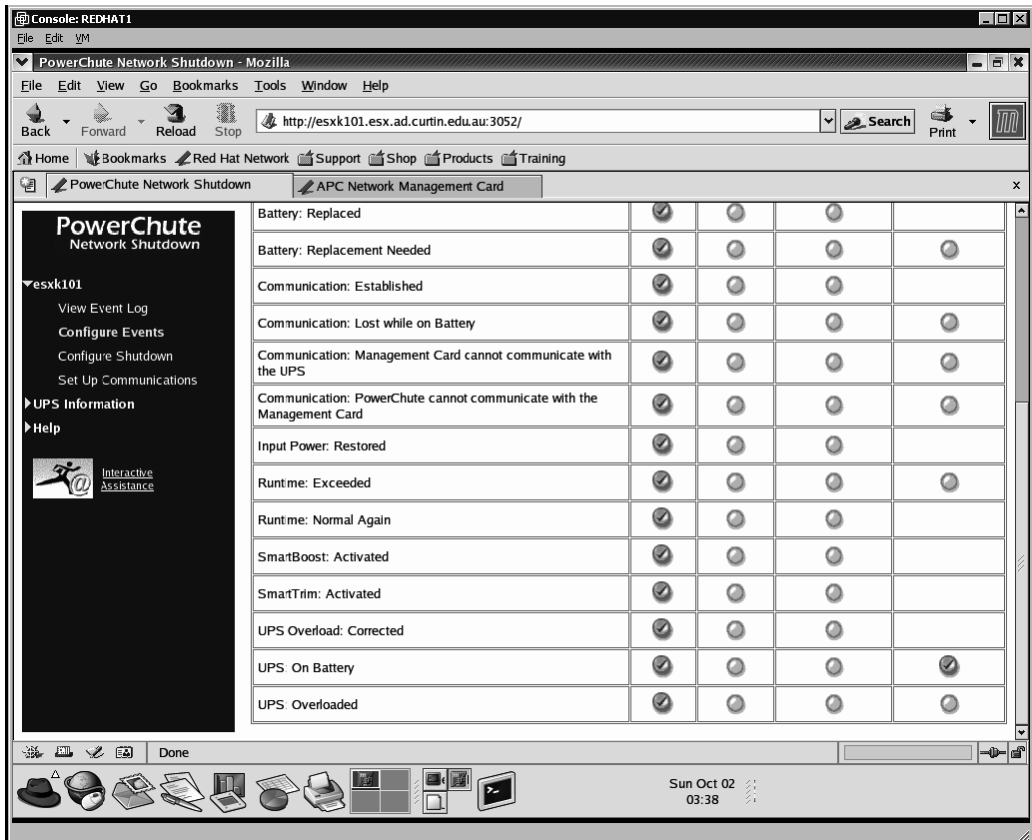 Console: REDHAT1
File Edit VM
PowerChute Network Shutdown - Mozilla
File Edit View Go Bookmarks Tools Window Help
Back Forward Reload Stop http://esxk101.esx.ad.curtin.edu.au:3052/ Search Print
Home Bookmarks Red Hat Network Support Shop Products Training
PowerChute Network Shutdown APC Network Management Card x
PowerChute
Network Shutdown
esxk101
View Event Log
Configure Events
Configure Shutdown
Set Up Communications
UPS Information
Help
Interactive
Assistance
Battery: Replaced
Battery: Replacement Needed
Communication: Established
Communication: Lost while on Battery
Communication: Management Card cannot communicate with
the UPS
Communication: PowerChute cannot communicate with the
Management Card
Input Power: Restored
Runtime: Exceeded
Runtime: Normal Again
SmartBoost: Activated
SmartTrim: Activated
UPS Overload: Corrected
UPS: On Battery
UPS: Overloaded
Done
Sun Oct 02
03:38